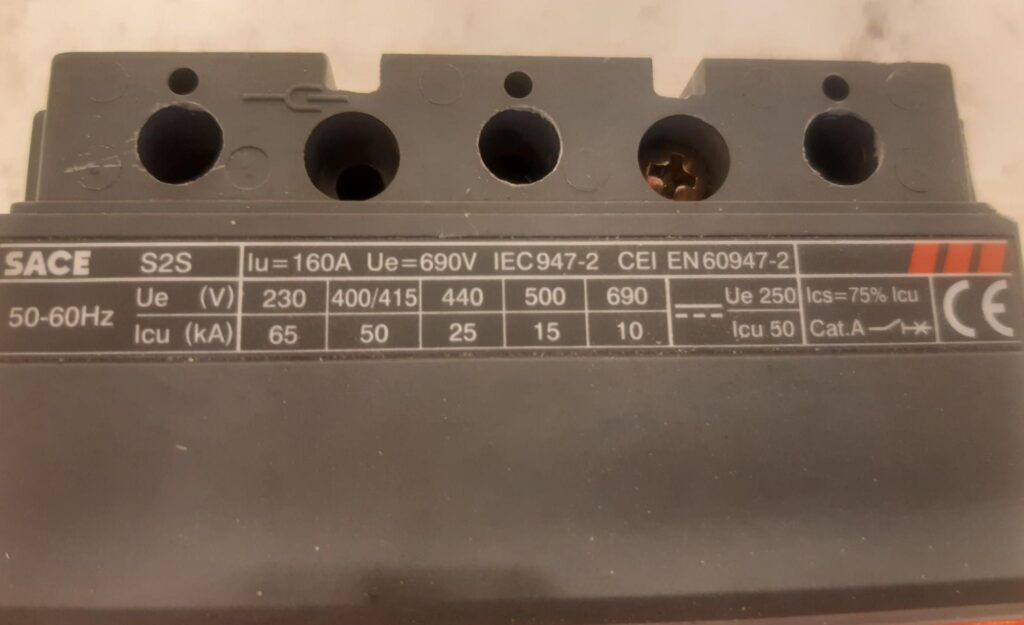 SACE S2S Iu=160A Ue=690V IEC947-2 CEI EN60947-2
50-60Hz
Ue (V) 230 400/415 440 500 690 Ue 250 Ics=75% Icu
Icu (kA) 65 50 25 15 10 Icu 50 Cat.A
CE